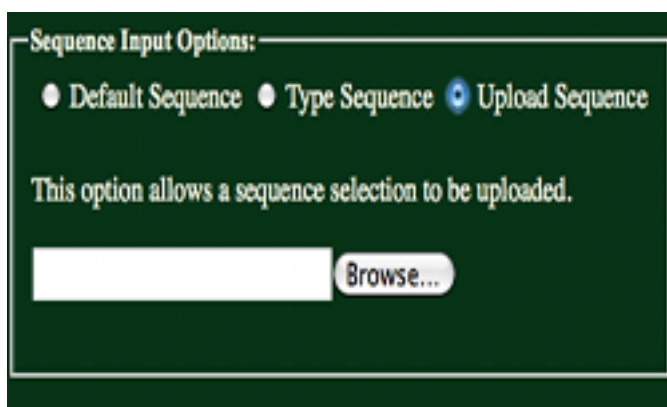 Sequence Input Options:
Default Sequence Type Sequence Upload Sequence
This option allows a sequence selection to be uploaded.
Browse...